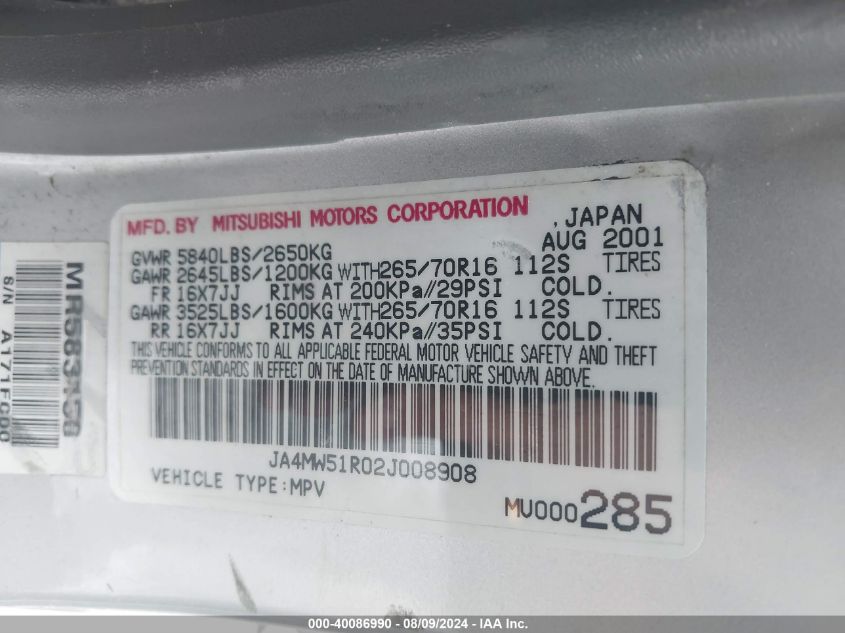 MFD. BY MITSUBISHI MOTORS CORPORATION , JAPAN
AUG 2001
GVWR 5840LBS/2650KG
GAWR 2645LBS/1200KG WITH265/70R16 112S TIRES
FR 16X7JJ RIMS AT 200KPa//29PSI COLD.
GAWR 3525LBS/1600KG WITH265/70R16 112S TIRES
RR 16X7JJ RIMS AT 240KPa//35PSI COLD.
THIS VEHICLE CONFORMS TO ALL APPLICABLE FEDERAL MOTOR VEHICLE SAFETY AND THEFT
PREVENTION STANDARDS IN EFFECT ON THE DATE OF MANUFACTURE SHOWN ABOVE.
JA4MW51R02J008908
VEHICLE TYPE:MPV
MU000285
S/N
000-40086990 - 08/09/2024 - IAAI.com